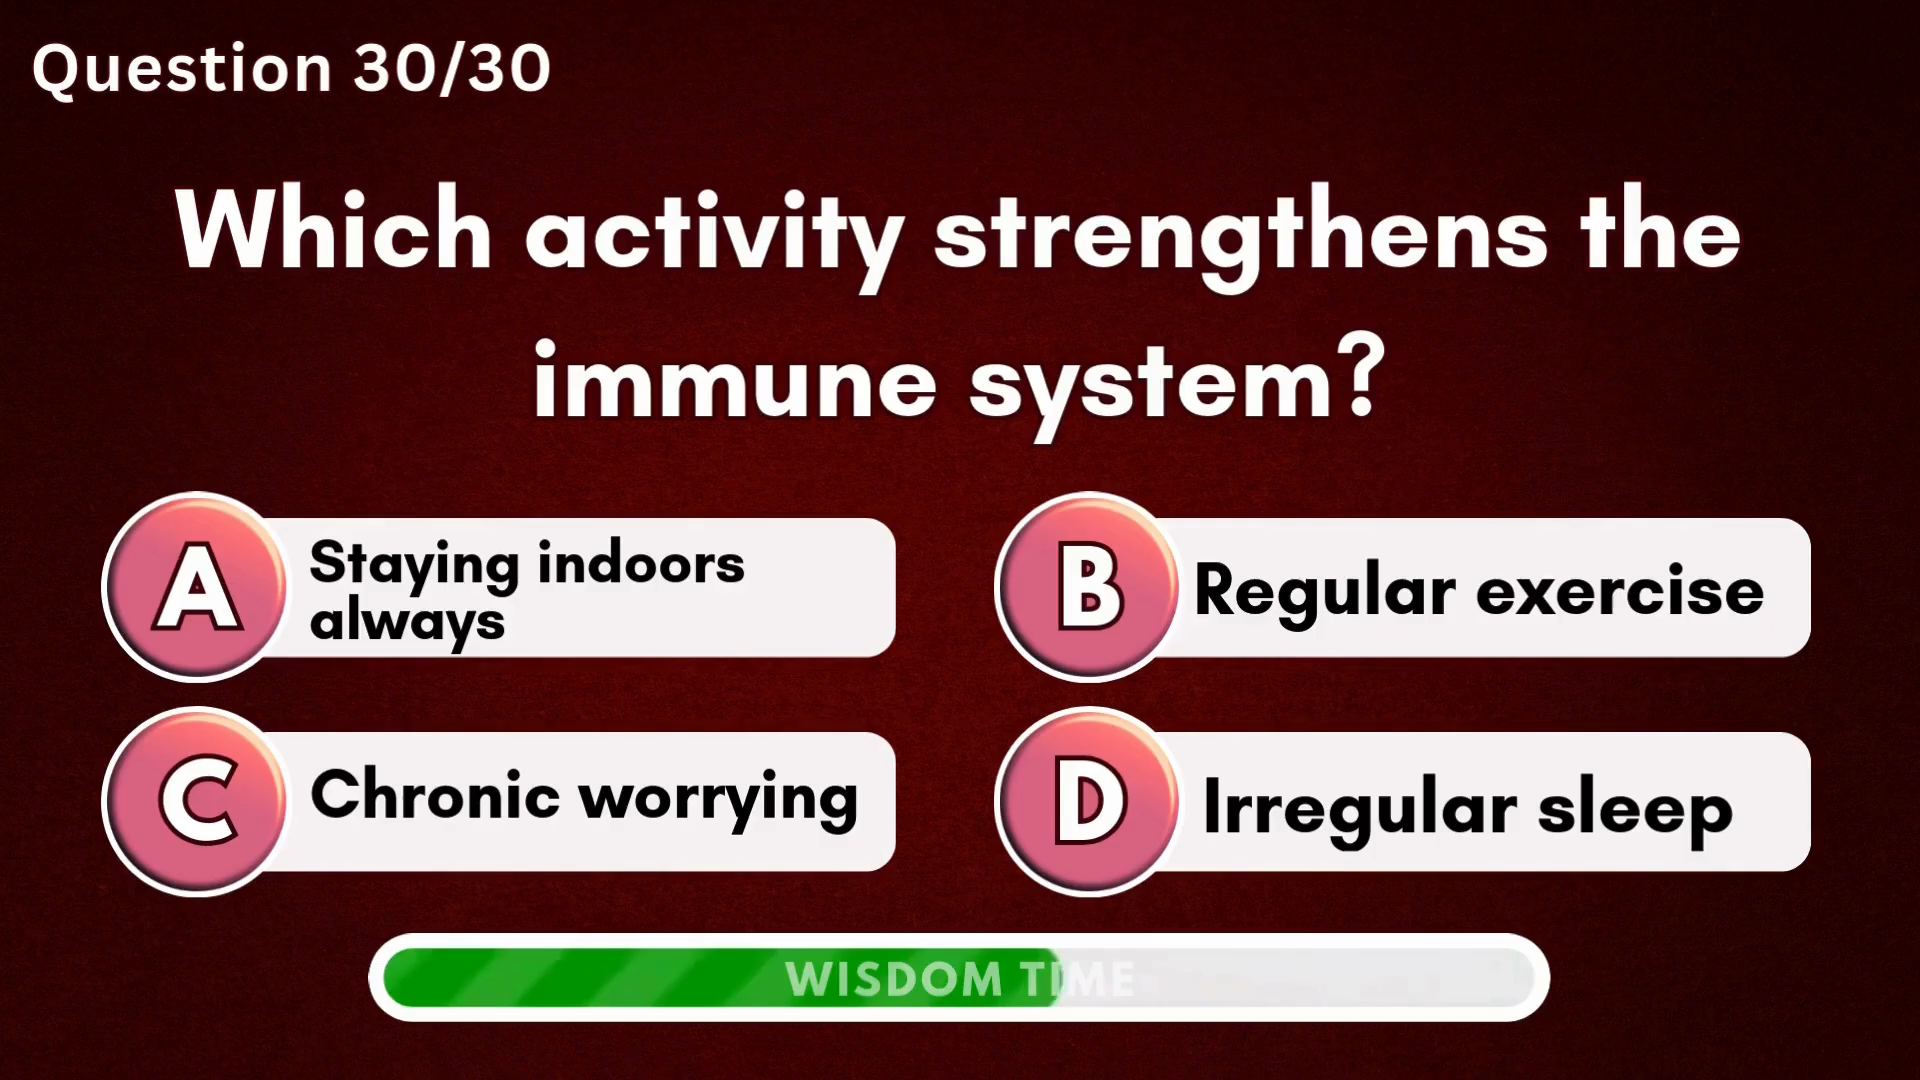 Question 30/30
Which activity strengthens the
immune system?
A
Staying indoors
always
B
Regular exercise
C
Chronic worrying
D
Irregular sleep
WISDOM TIME